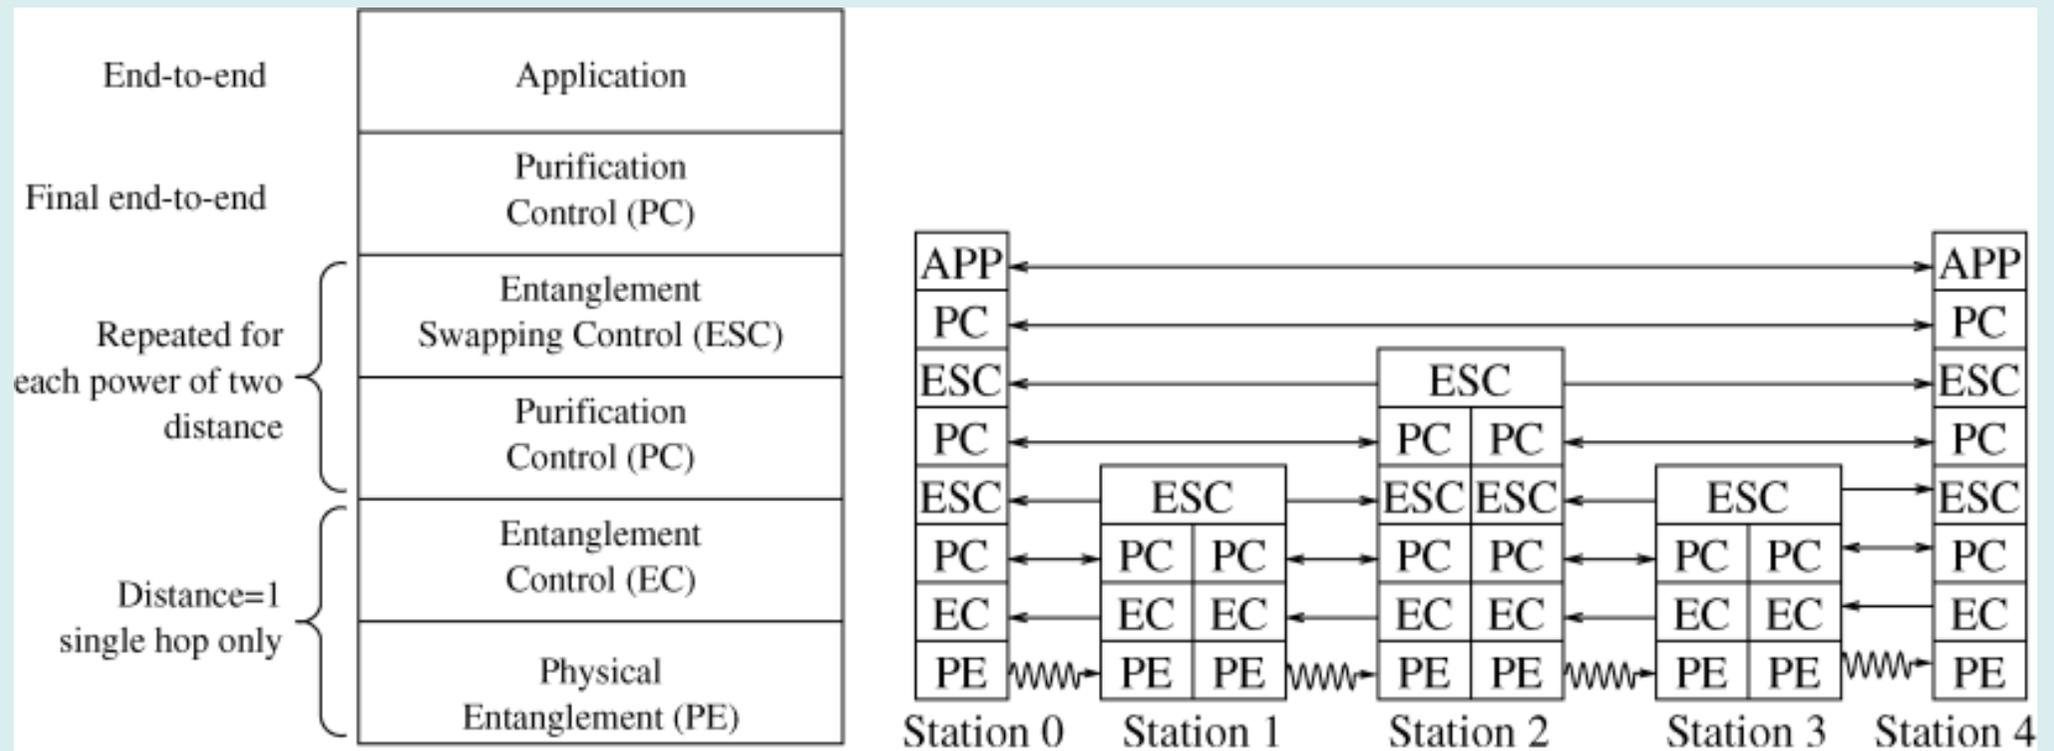 End-to-end
Application
Final end-to-end
Purification
Control (PC)
Repeated for
each power of two
distance
Entanglement
Swapping Control (ESC)
Purification
Control (PC)
Distance=1
single hop only
Entanglement
Control (EC)
Physical
Entanglement (PE)
APP APP
PC PC
ESC ESC ESC
PC PC PC PC
ESC ESC ESC ESC ESC ESC
PC PC PC PC PC PC PC PC
EC EC EC EC EC EC EC EC
PE PE PE PE PE PE PE PE
Station 0 Station 1 Station 2 Station 3 Station 4